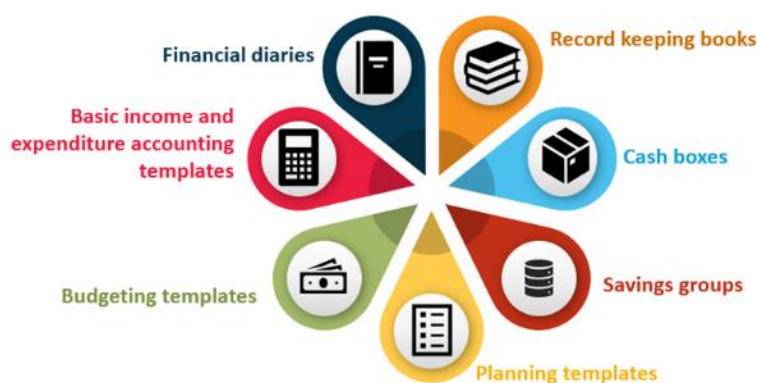 Financial diaries
Record keeping books
Basic income and
expenditure accounting
templates
Cash boxes
Budgeting templates
Savings groups
Planning templates